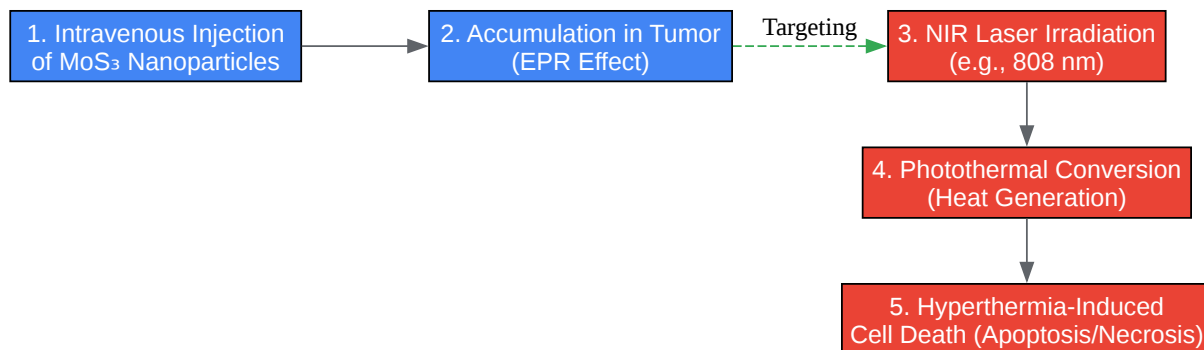 1. Intravenous Injection
of MoS₃ Nanoparticles
2. Accumulation in Tumor
(EPR Effect)
Targeting
3. NIR Laser Irradiation
(e.g., 808 nm)
4. Photothermal Conversion
(Heat Generation)
5. Hyperthermia-Induced
Cell Death (Apoptosis/Necrosis)